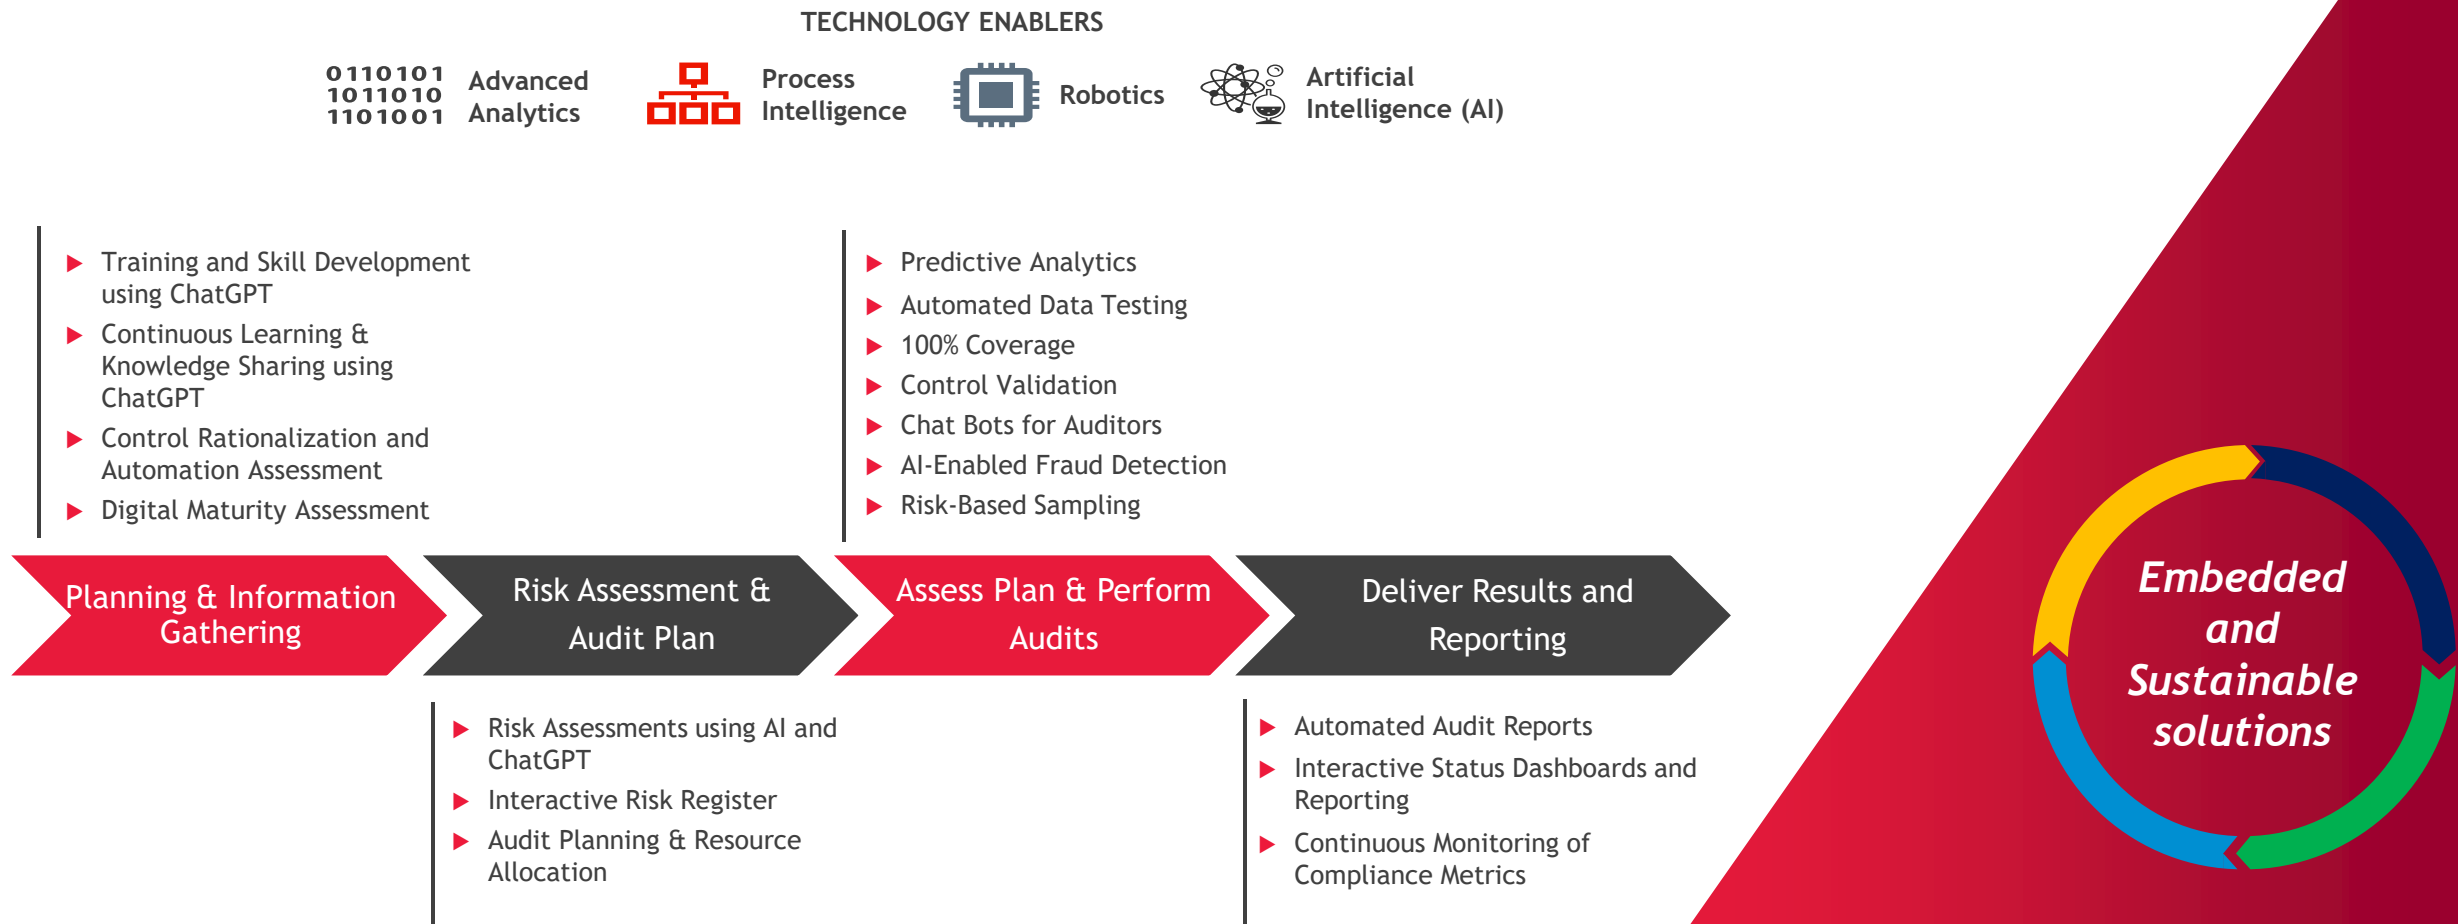 TECHNOLOGY ENABLERS
0110101
1011010
1101001
Advanced
Analytics
Process
Intelligence
Robotics
Artificial
Intelligence (AI)
Training and Skill Development
using ChatGPT
Continuous Learning &
Knowledge Sharing using
ChatGPT
Control Rationalization and
Automation Assessment
Digital Maturity Assessment
Predictive Analytics
Automated Data Testing
100% Coverage
Control Validation
Chat Bots for Auditors
AI-Enabled Fraud Detection
Risk-Based Sampling
Planning & Information
Gathering
Risk Assessment &
Audit Plan
Assess Plan & Perform
Audits
Deliver Results and
Reporting
Risk Assessments using AI and
ChatGPT
Interactive Risk Register
Audit Planning & Resource
Allocation
Automated Audit Reports
Interactive Status Dashboards and
Reporting
Continuous Monitoring of
Compliance Metrics
Embedded
and
Sustainable
solutions